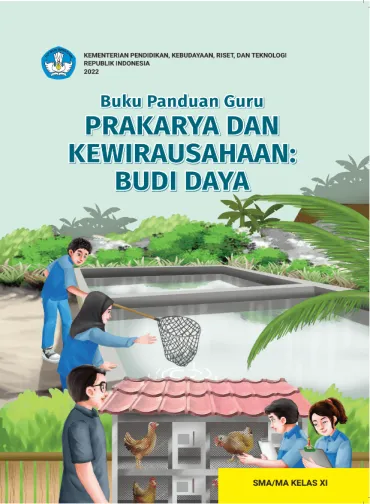 KEMENTERIAN PENDIDIKAN, KEBUDAYAAN, RISET, DAN TEKNOLOGI
REPUBLIK INDONESIA
2022
Buku Panduan Guru
PRAKARYA DAN
KEWIRAUSAHAAN:
BUDI DAYA
SMA/MA KELAS XI